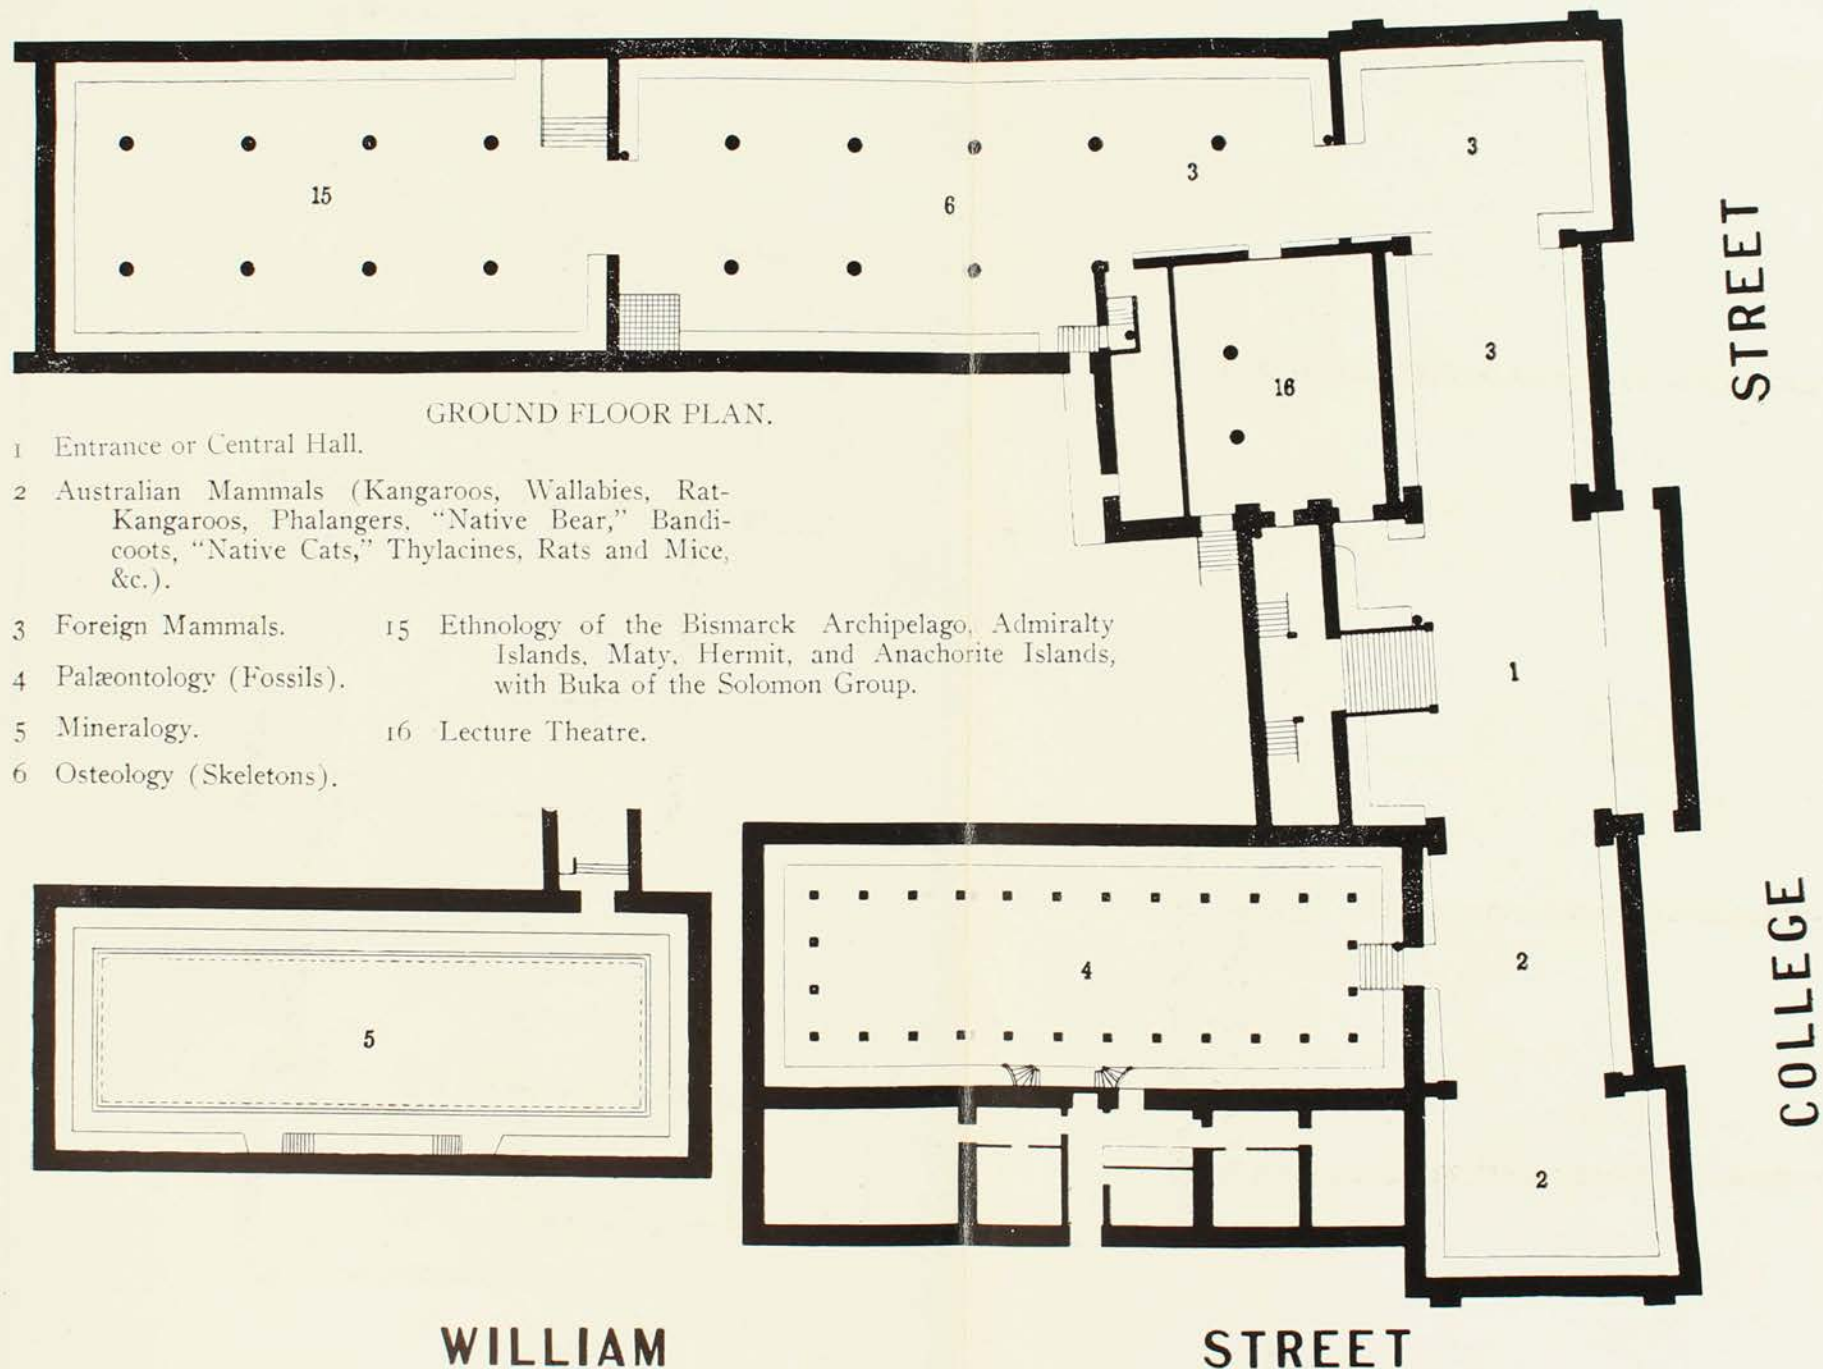 15
6
3
3
3
16
STREET
GROUND FLOOR PLAN.
1 Entrance or Central Hall.
2 Australian Mammals (Kangaroos, Wallabies, Rat-
Kangaroos, Phalangers, “Native Bear,” Bandi-
coots, “Native Cats,” Thylacines, Rats and Mice,
&c.).
3 Foreign Mammals.
4 Palæontology (Fossils).
5 Mineralogy.
6 Osteology (Skeletons).
15 Ethnology of the Bismarck Archipelago, Admiralty
Islands, Maty, Hermit, and Anachorite Islands,
with Buka of the Solomon Group.
16 Lecture Theatre.
1
4
2
5
2
COLLEGE
WILLIAM STREET